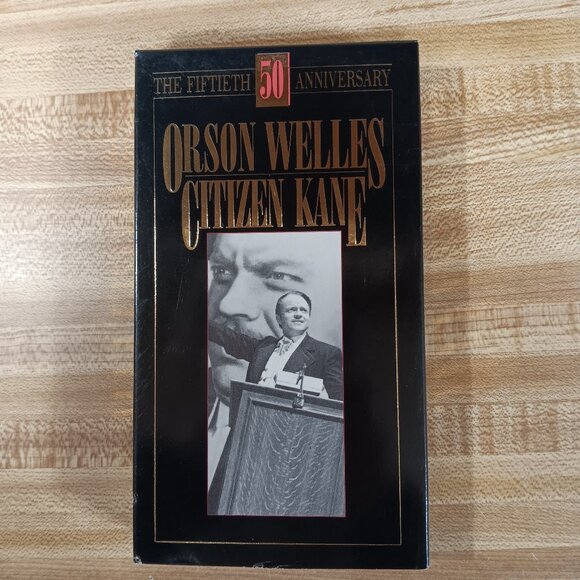 THE FIFTIETH 50 ANNIVERSARY
ORSON WELLES
CITIZEN KANE